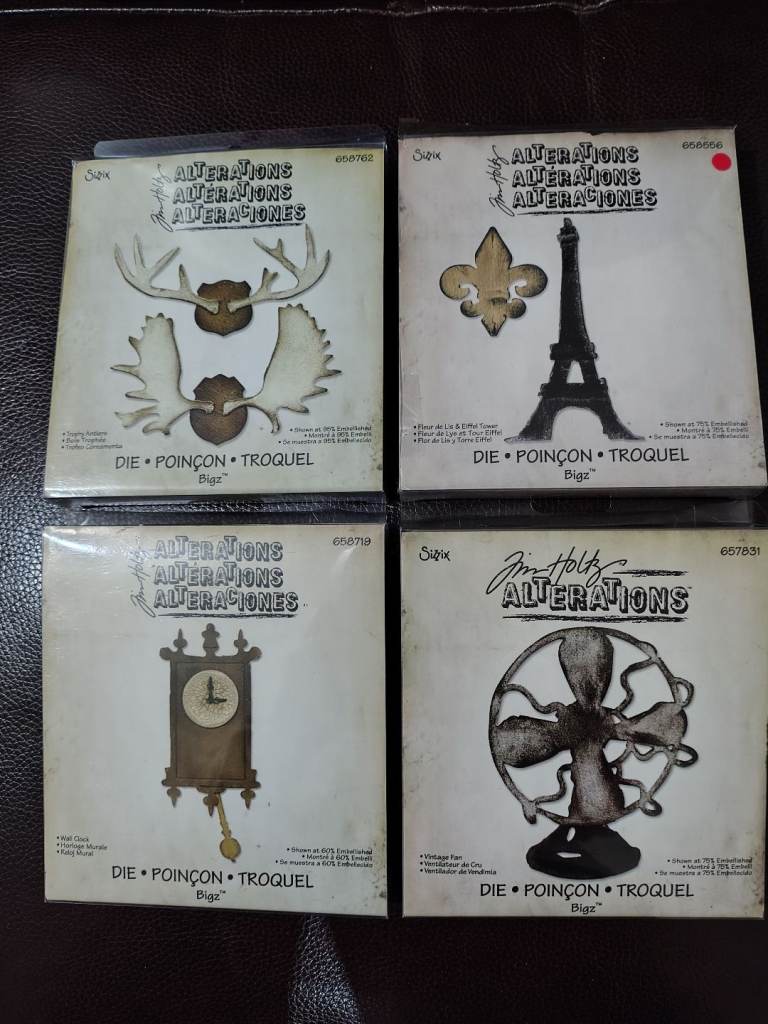 Sizzix
658762
Tim Holtz
ALTERATIONS
ALTÉRATIONS
ALTERACIONES
• Trophy Antlers
• Bois Trophée
• Trofeo Cornamenta
• Shown at 95% Embellished
• Montré à 95% Embelli
• Se muestra a 95% Embellecido
DIE • POINÇON • TROQUEL
Bigz™
Sizzix
658556
Tim Holtz
ALTERATIONS
ALTÉRATIONS
ALTERACIONES
• Fleur de Lis & Eiffel Tower
• Fleur de Lys et Tour Eiffel
• Flor de Lis y Torre Eiffel
• Shown at 75% Embellished
• Montré à 75% Embelli
• Se muestra a 75% Embellecido
DIE • POINÇON • TROQUEL
Bigz™
658719
Tim Holtz
ALTERATIONS
ALTÉRATIONS
ALTERACIONES
• Wall Clock
• Horloge Murale
• Reloj Mural
• Shown at 60% Embellished
• Montré à 60% Embelli
• Se muestra a 60% Embellecido
DIE • POINÇON • TROQUEL
Bigz™
Sizzix
657831
Tim Holtz
ALTERATIONS™
• Vintage Fan
• Ventilateur de Cru
• Ventilador de Vendimia
• Shown at 75% Embellished
• Montré à 75% Embelli
• Se muestra a 75% Embellecido
DIE • POINÇON • TROQUEL
Bigz™